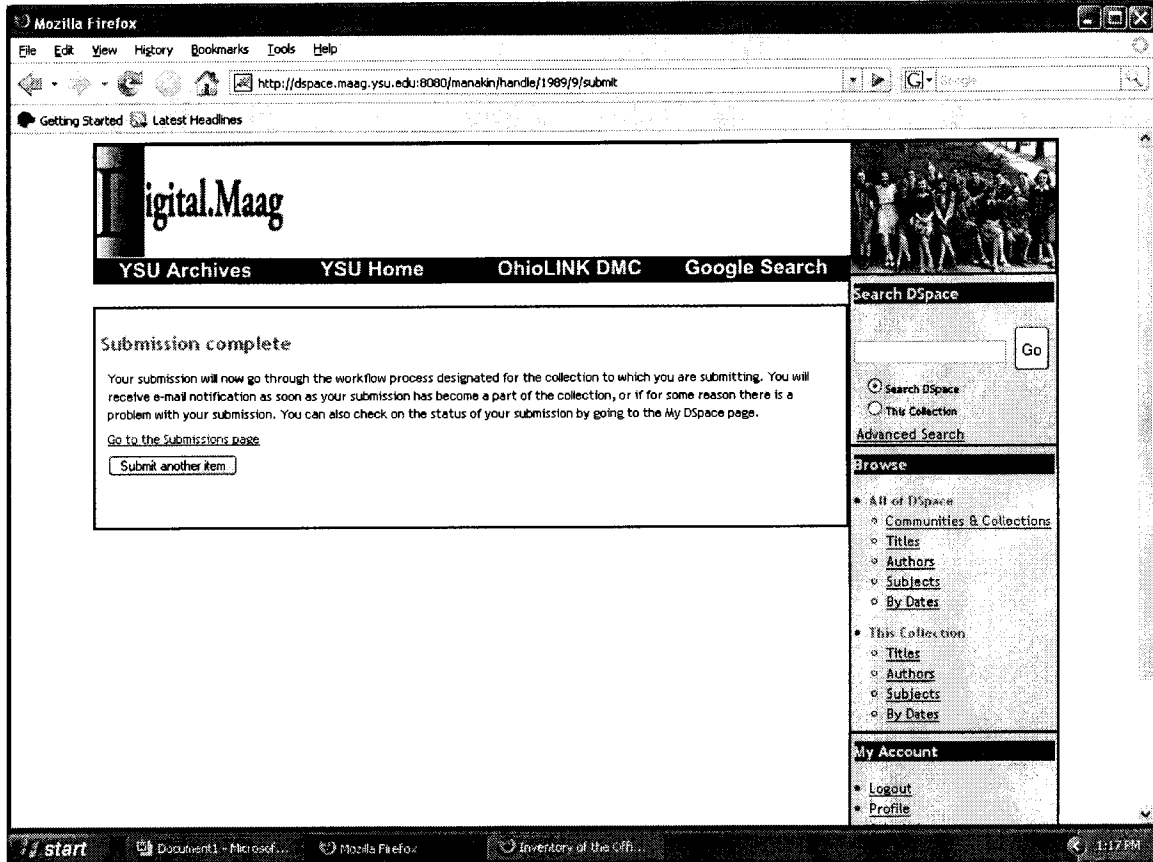 Mozilla Firefox
File Edit View History Bookmarks Tools Help
http://dspace.maag.ysu.edu:8080/manakin/handle/1989/9/submit
G Google
Getting Started Latest Headlines
Digital.Maag
YSU Archives YSU Home OhioLINK DMC Google Search
Submission complete
Your submission will now go through the workflow process designated for the collection to which you are submitting. You will
receive e-mail notification as soon as your submission has become a part of the collection, or if for some reason there is a
problem with your submission. You can also check on the status of your submission by going to the My DSpace page.
Go to the Submissions page
Submit another item
Search DSpace
Go
Search DSpace
This Collection
Advanced Search
Browse
All of DSpace
Communities & Collections
Titles
Authors
Subjects
By Dates
This Collection
Titles
Authors
Subjects
By Dates
My Account
Logout
Profile
start Document1 - Microsof... Mozilla Firefox Inventory of the Offi... 1:17 PM